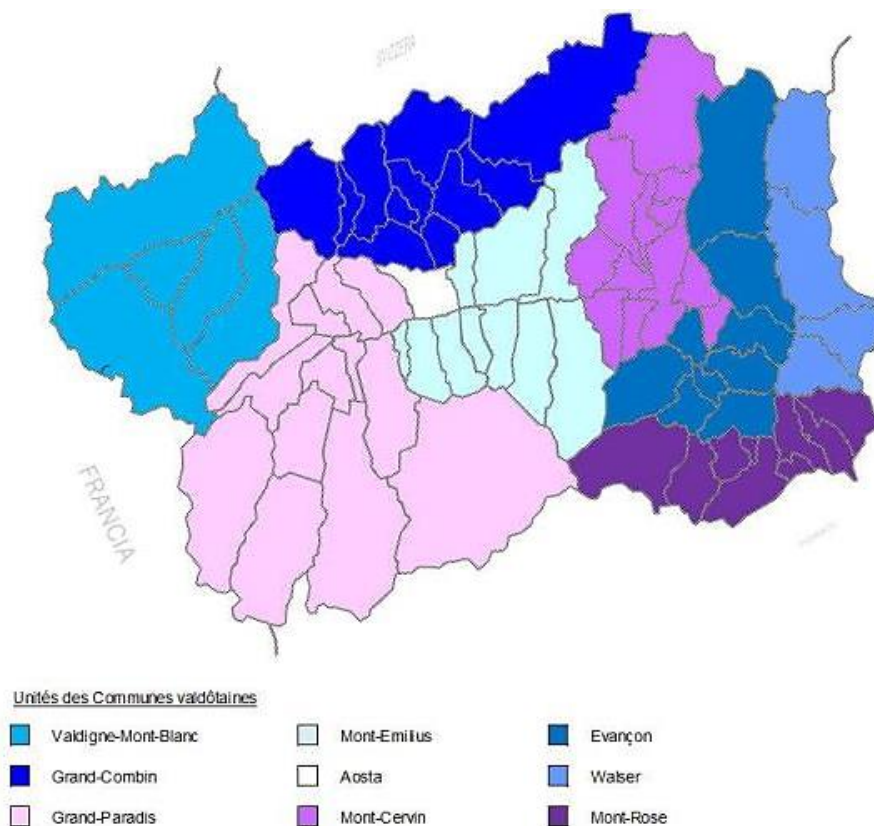 SVIZZERA
FRANCIA
Unités des Communes valdôtaines
Valdigne-Mont-Blanc
Mont-Emilius
Evançon
Grand-Combin
Aosta
Walser
Grand-Paradis
Mont-Cervin
Mont-Rose